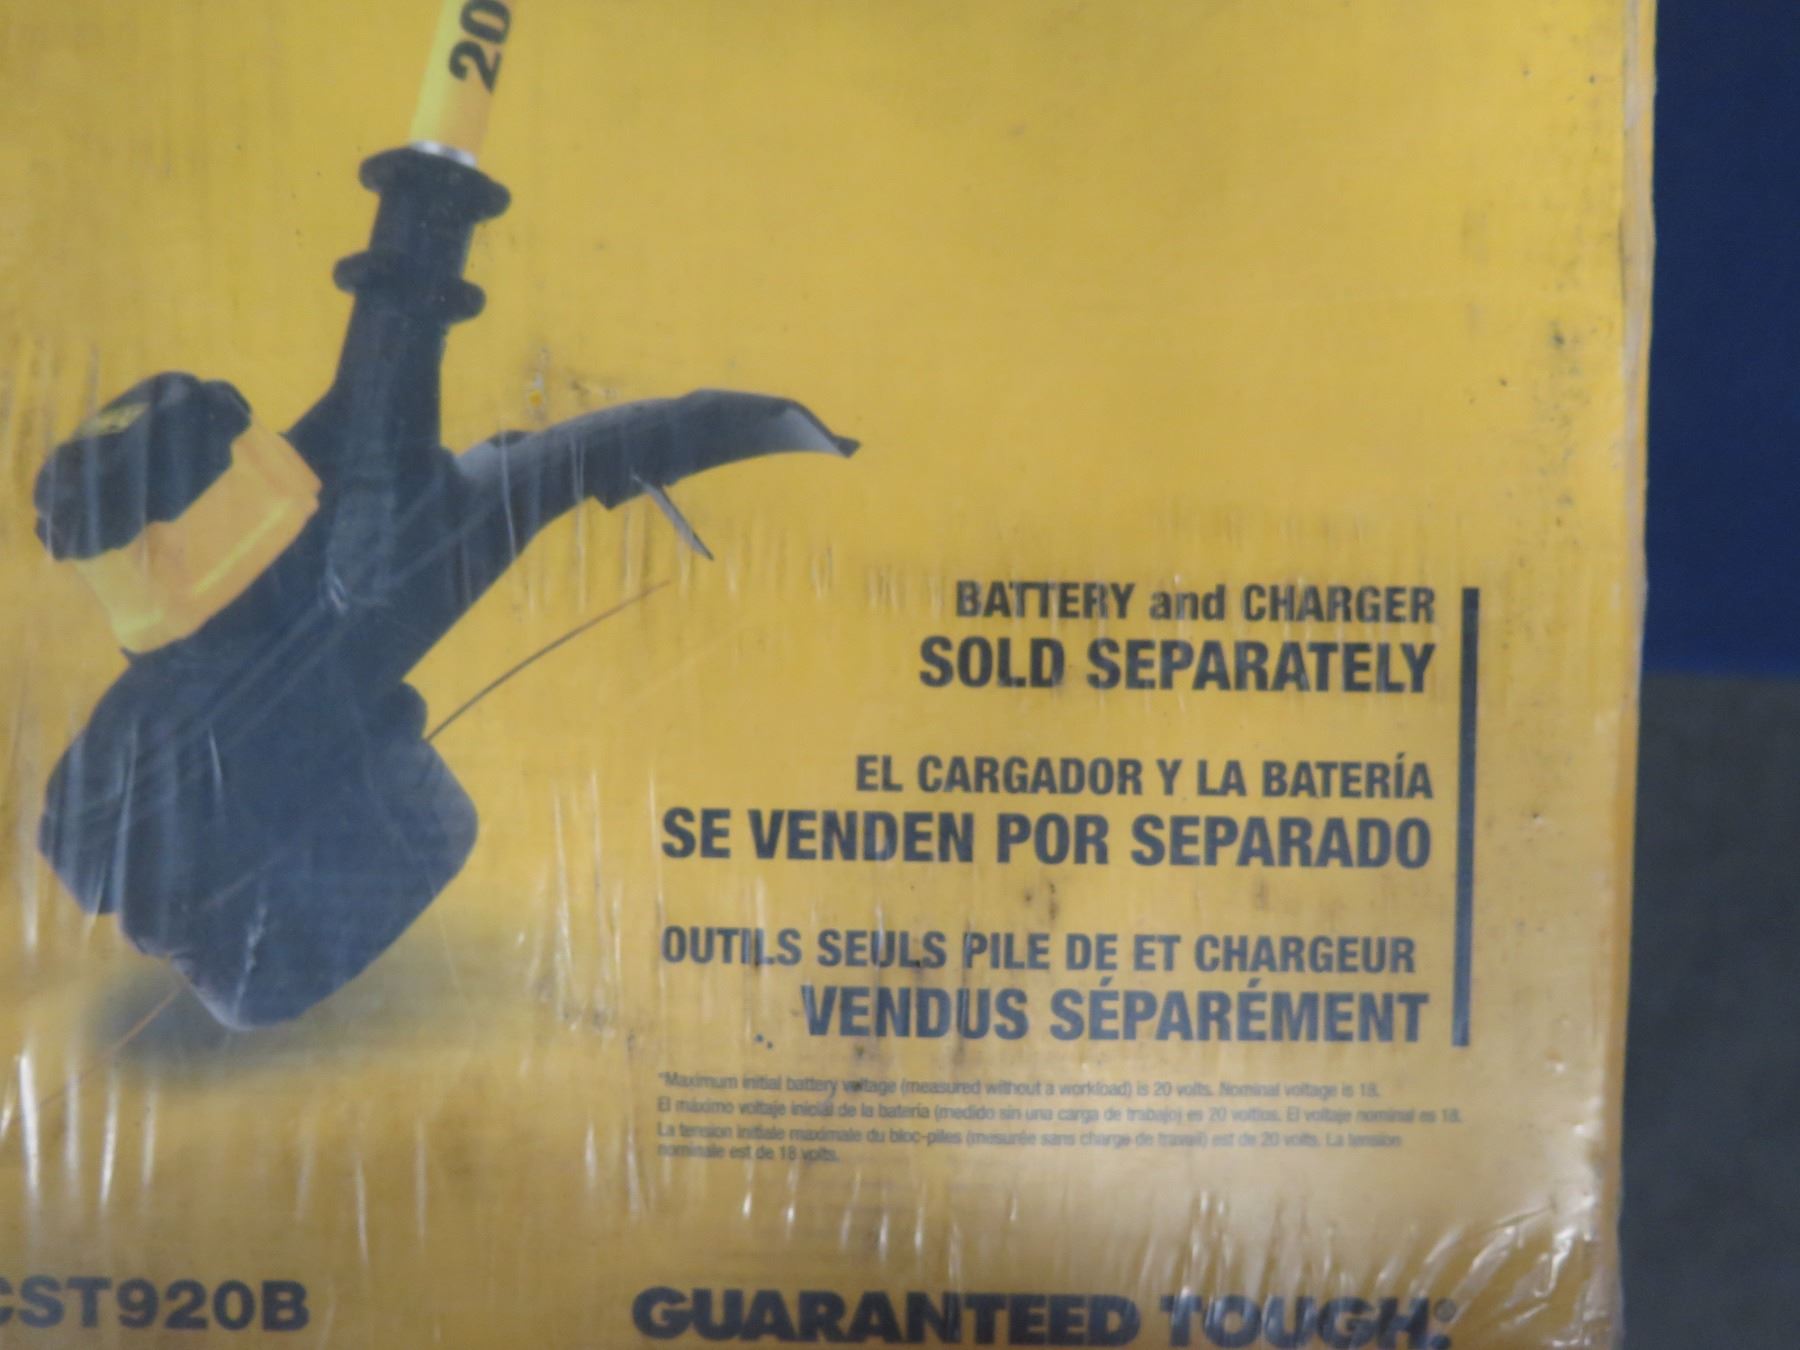 20
BATTERY and CHARGER
SOLD SEPARATELY
EL CARGADOR Y LA BATERÍA
SE VENDEN POR SEPARADO
OUTILS SEULS PILE DE ET CHARGEUR
VENDUS SÉPARÉMENT
*Maximum initial battery voltage (measured without a workload) is 20 volts. Nominal voltage is 18.
El máximo voltaje inicial de la batería (medido sin una carga de trabajo) es 20 voltios. El voltaje nominal es 18.
La tension initiale maximale du bloc-piles (mesurée sans charge de travail) est de 20 volts. La tension
nominale est de 18 volts.
CST920B
GUARANTEED TOUGH.®